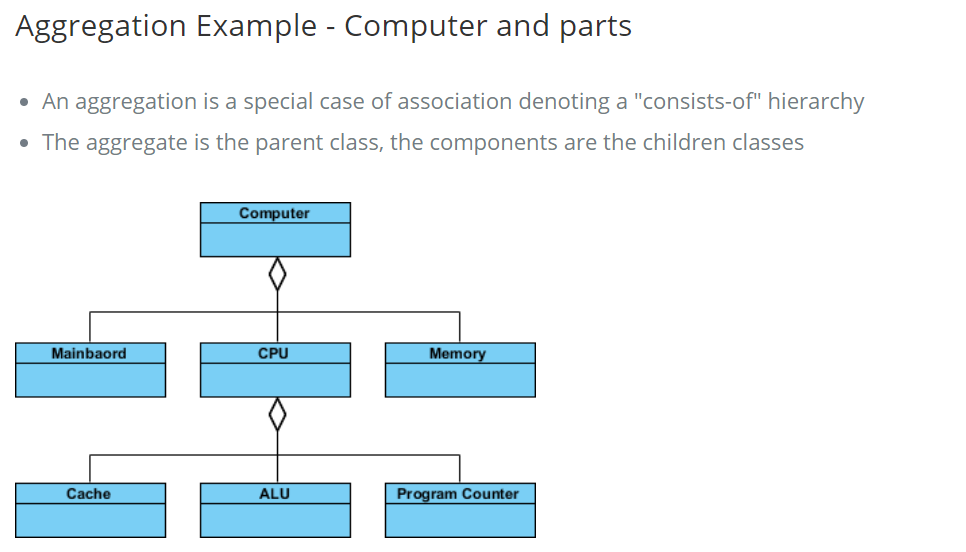 Aggregation Example - Computer and parts
An aggregation is a special case of association denoting a "consists-of" hierarchy
The aggregate is the parent class, the components are the children classes
Computer
Mainbaord CPU Memory
Cache ALU Program Counter